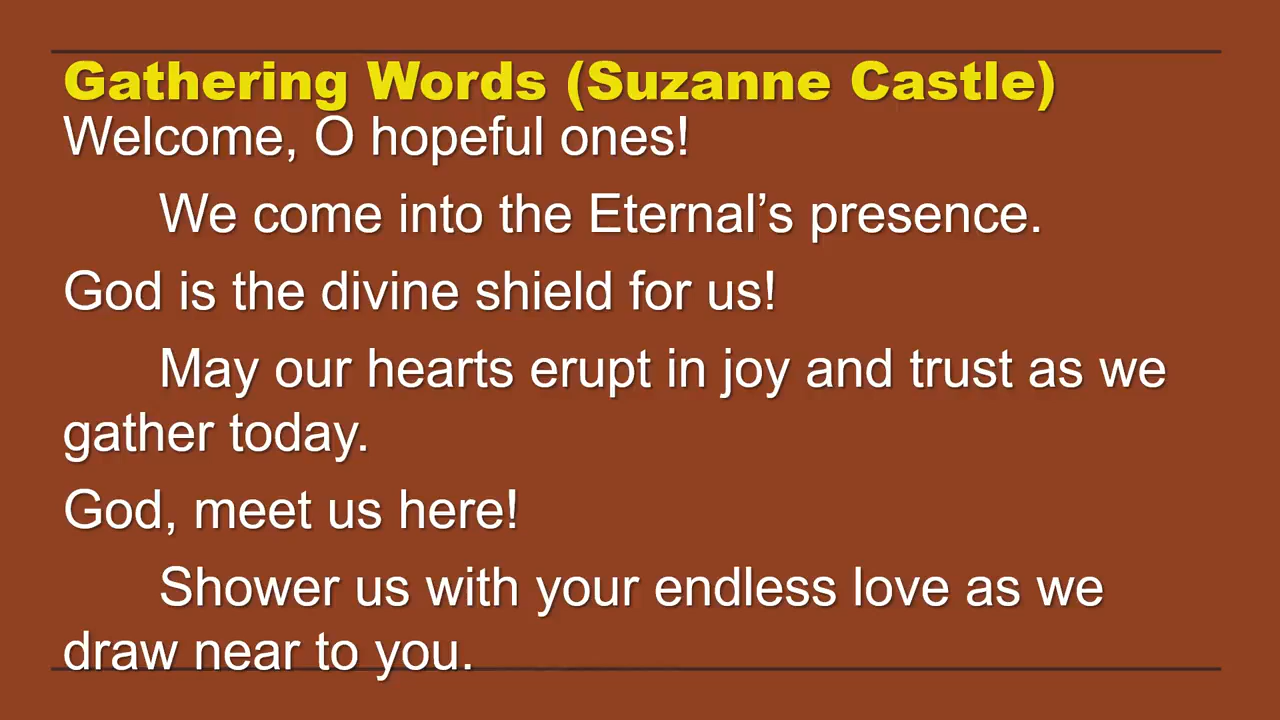 Gathering Words (Suzanne Castle)
Welcome, O hopeful ones!
We come into the Eternal’s presence.
God is the divine shield for us!
May our hearts erupt in joy and trust as we
gather today.
God, meet us here!
Shower us with your endless love as we
draw near to you.